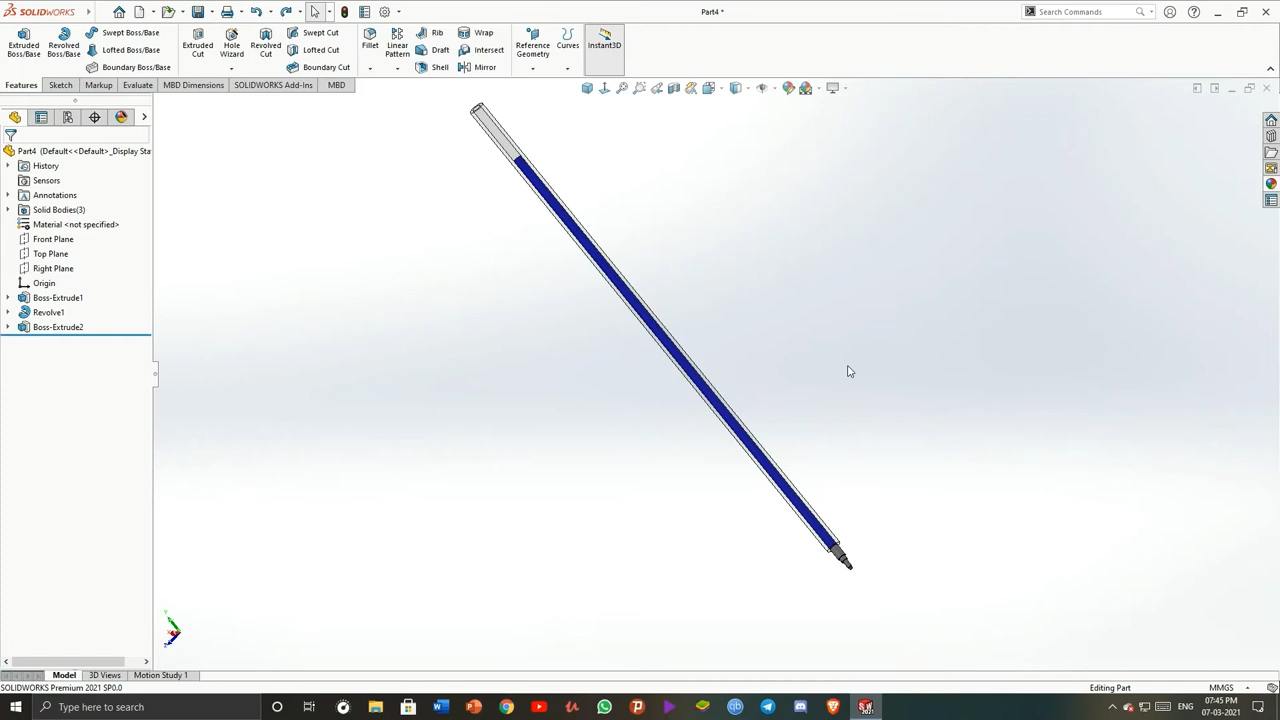 SOLIDWORKS
Part4 *
Search Commands
Extruded Boss/Base
Revolved Boss/Base
Swept Boss/Base
Lofted Boss/Base
Boundary Boss/Base
Extruded Cut
Hole Wizard
Revolved Cut
Swept Cut
Lofted Cut
Boundary Cut
Fillet
Linear Pattern
Rib
Draft
Shell
Wrap
Intersect
Mirror
Reference Geometry
Curves
Instant3D
Features
Sketch
Markup
Evaluate
MBD Dimensions
SOLIDWORKS Add-Ins
MBD
Part4 (Default<<Default>_Display Sta
History
Sensors
Annotations
Solid Bodies(3)
Material <not specified>
Front Plane
Top Plane
Right Plane
Origin
Boss-Extrude1
Revolve1
Boss-Extrude2
Model
3D Views
Motion Study 1
SOLIDWORKS Premium 2021 SP0.0
Editing Part
MMGS
Type here to search
ENG
07:45 PM
07-03-2021